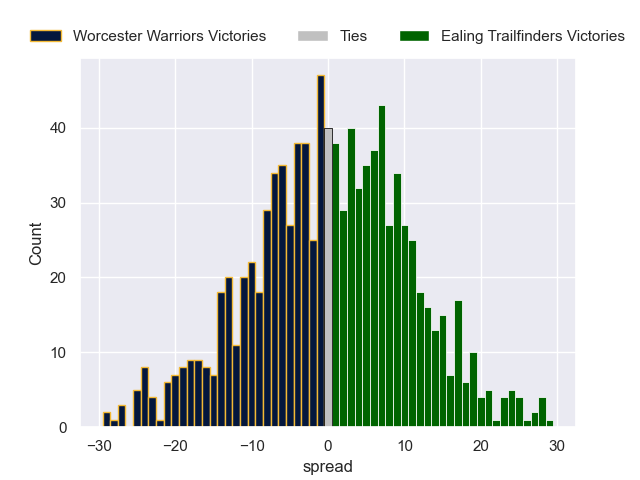 Worcester Warriors Victories Ties Ealing Trailfinders Victories
40
30
20
10
0
Count
−30 −20 −10 0 10 20 30
spread